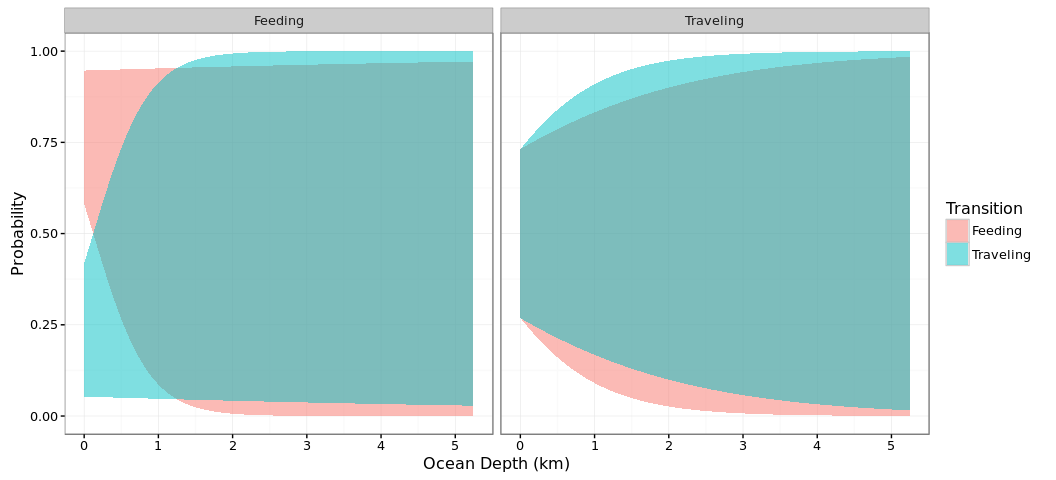 Feeding
Traveling
1.00
0.75
0.50
0.25
0.00
Probability
0 1 2 3 4 5
0 1 2 3 4 5
Ocean Depth (km)
Transition
Feeding
Traveling